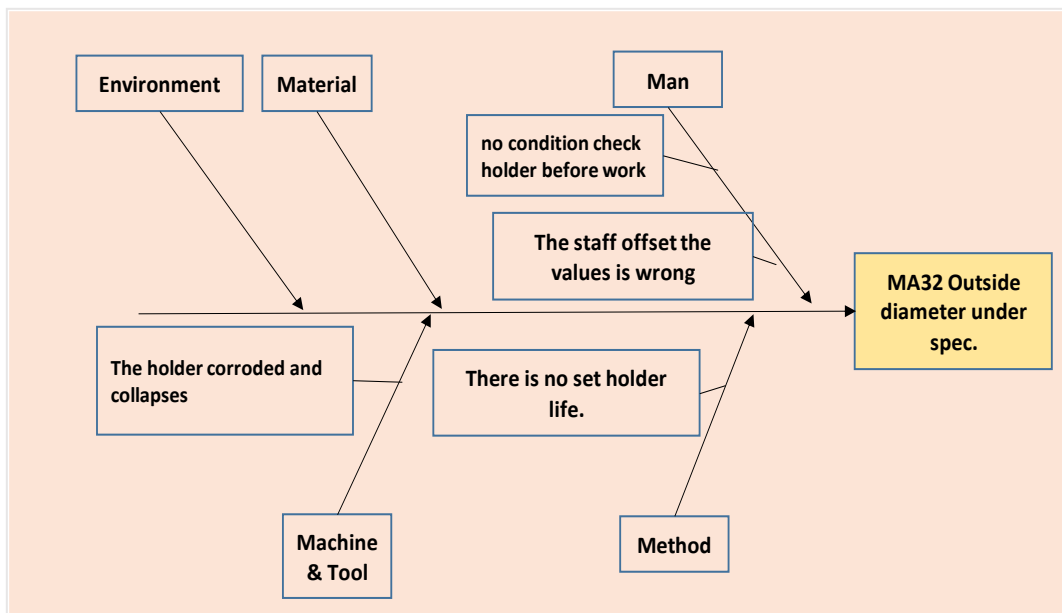 Environment
Material
Man
no condition check
holder before work
The staff offset the
values is wrong
MA32 Outside
diameter under
spec.
The holder corroded and
collapses
There is no set holder
life.
Machine
& Tool
Method